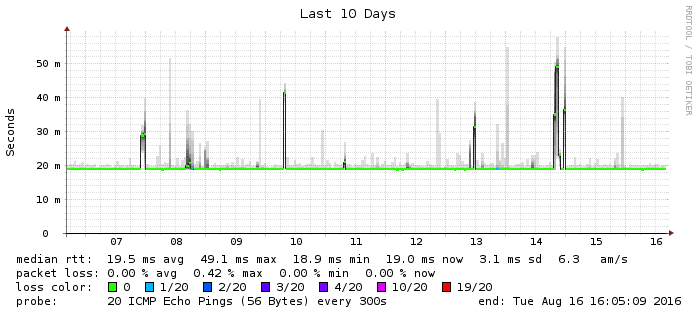 Last 10 Days
RRDTOOL / TOBI OETIKER
Seconds
50 m
40 m
30 m
20 m
10 m
0
07 08 09 10 11 12 13 14 15 16
median rtt: 19.5 ms avg 49.1 ms max 18.9 ms min 19.0 ms now 3.1 ms sd 6.3 am/s
packet loss: 0.00 % avg 0.42 % max 0.00 % min 0.00 % now
loss color: 0 1/20 2/20 3/20 4/20 10/20 19/20
probe: 20 ICMP Echo Pings (56 Bytes) every 300s end: Tue Aug 16 16:05:09 2016